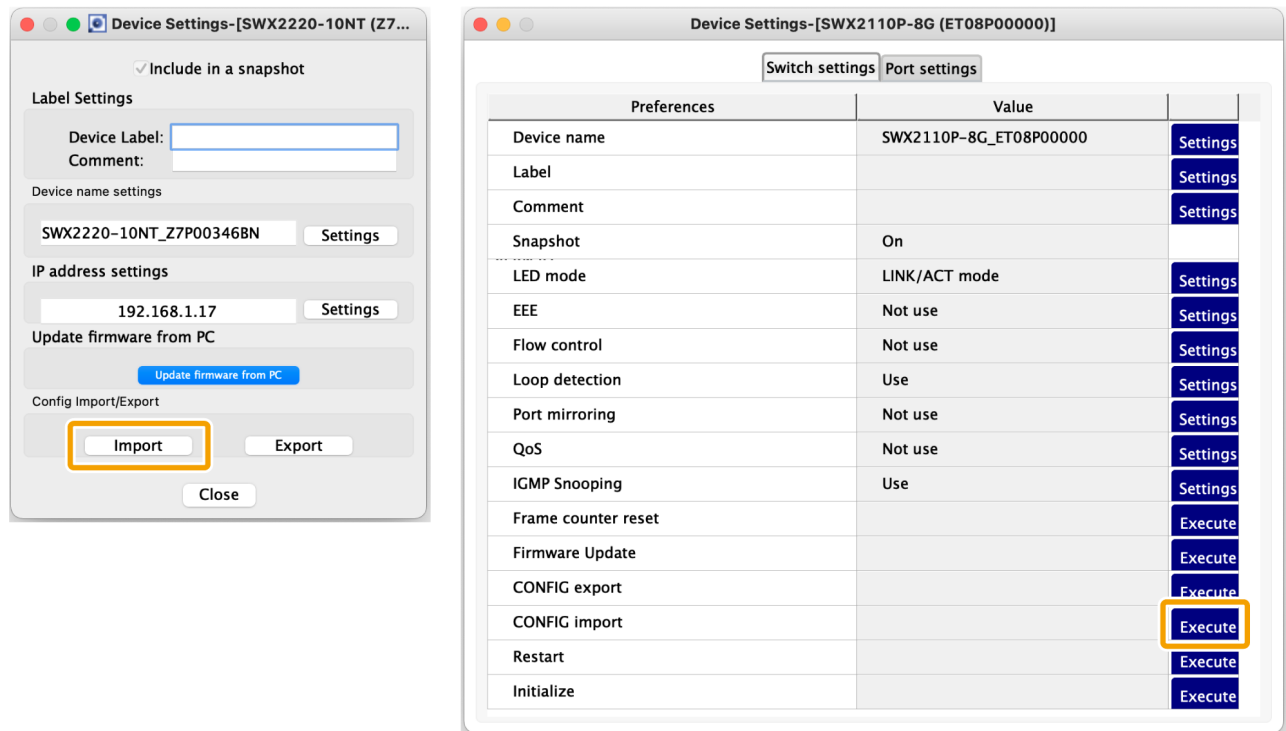 Device Settings-[SWX2220-10NT (Z7...
Include in a snapshot
Label Settings
Device Label:
Comment:
Device name settings
SWX2220-10NT_Z7P00346BN Settings
IP address settings
192.168.1.17 Settings
Update firmware from PC
Update firmware from PC
Config Import/Export
Import Export
Close
Device Settings-[SWX2110P-8G (ET08P00000)]
Switch settings Port settings
Preferences Value
Device name SWX2110P-8G_ET08P00000 Settings
Label Settings
Comment Settings
Snapshot On
LED mode LINK/ACT mode Settings
EEE Not use Settings
Flow control Not use Settings
Loop detection Use Settings
Port mirroring Not use Settings
QoS Not use Settings
IGMP Snooping Use Settings
Frame counter reset Execute
Firmware Update Execute
CONFIG export Execute
CONFIG import Execute
Restart Execute
Initialize Execute